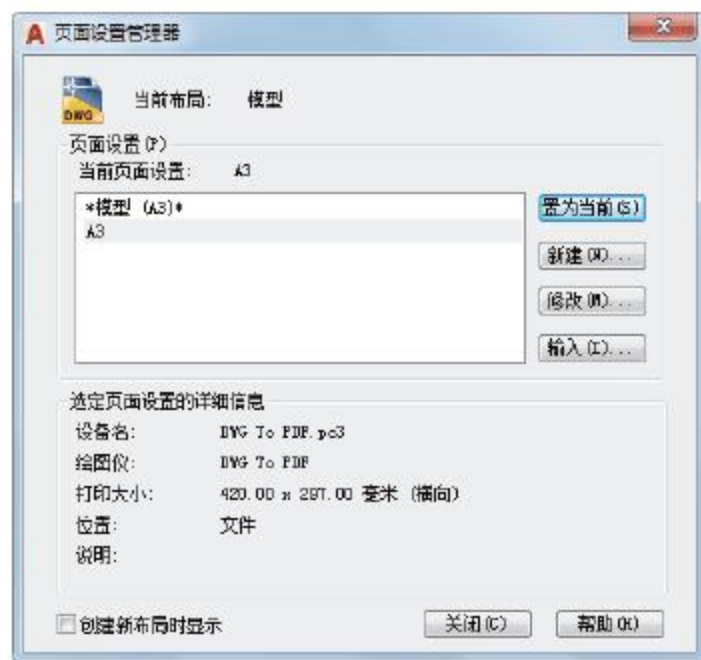 页面设置管理器
DWG
当前布局: 模型
页面设置(P)
当前页面设置: A3
*模型 (A3)*
A3
置为当前(S)
新建(N)...
修改(M)...
输入(I)...
选定页面设置的详细信息
设备名: DWG To PDF.pc3
绘图仪: DWG To PDF
打印大小: 420.00 x 297.00 毫米 (横向)
位置: 文件
说明:
创建新布局时显示
关闭(C)
帮助(H)